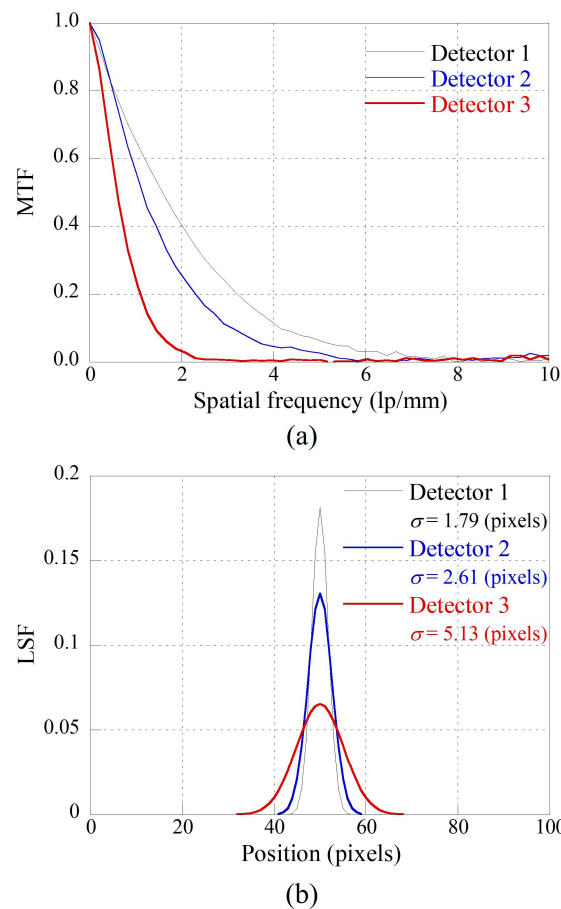 1.0
0.8
0.6
0.4
0.2
0.0
MTF
Detector 1
Detector 2
Detector 3
0 2 4 6 8 10
Spatial frequency (lp/mm)
(a)
0.2
0.15
0.1
0.05
0
LSF
Detector 1
σ = 1.79 (pixels)
Detector 2
σ = 2.61 (pixels)
Detector 3
σ = 5.13 (pixels)
0 20 40 60 80 100
Position (pixels)
(b)